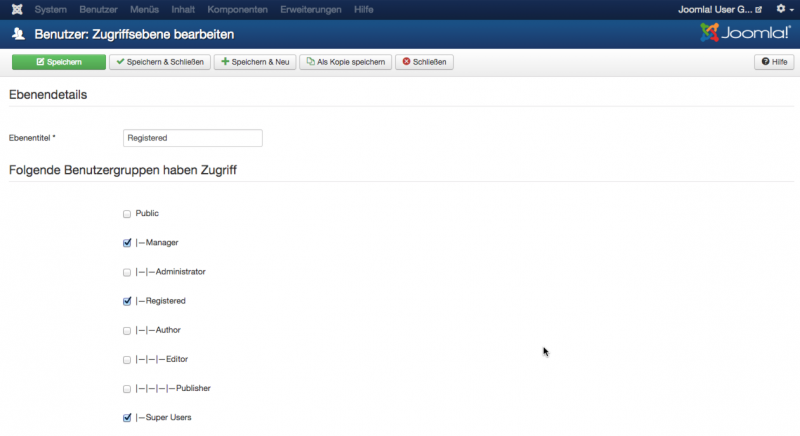 System Benutzer Menüs Inhalt Komponenten Erweiterungen Hilfe Joomla! User G...
Benutzer: Zugriffsebene bearbeiten Joomla!
Speichern Speichern & Schließen Speichern & Neu Als Kopie speichern Schließen Hilfe
Ebenendetails
Ebenentitel * Registered
Folgende Benutzergruppen haben Zugriff
Public
|—Manager
|—|—Administrator
|—Registered
|—|—Author
|—|—|—Editor
|—|—|—|—Publisher
|—Super Users